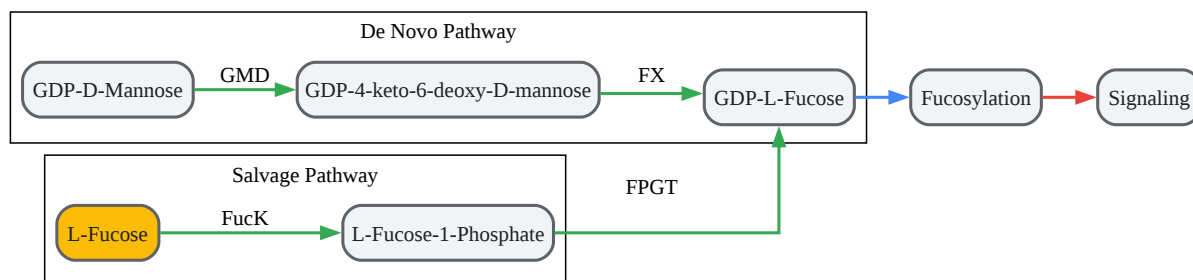 De Novo Pathway
GDP-D-Mannose
GMD
GDP-4-keto-6-deoxy-D-mannose
FX
GDP-L-Fucose
Fucosylation
Signaling
Salvage Pathway
L-Fucose
FucK
L-Fucose-1-Phosphate
FPGT